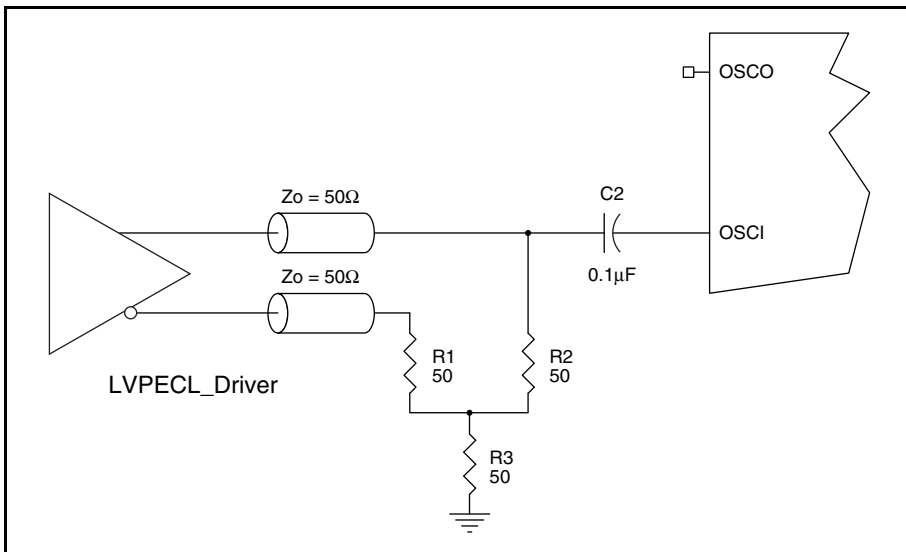 OSCO
Zo = 50Ω
C2
OSCI
0.1µF
Zo = 50Ω
R1
50
R2
50
LVPECL_Driver
R3
50